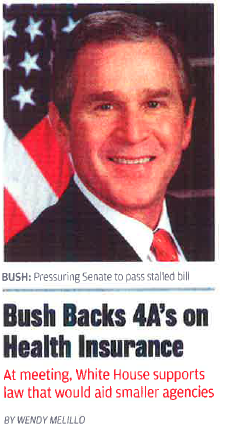 BUSH: Pressuring Senate to pass stalled bill
Bush Backs 4A's on
Health Insurance
At meeting, White House supports
law that would aid smaller agencies
BY WENDY MELILLO